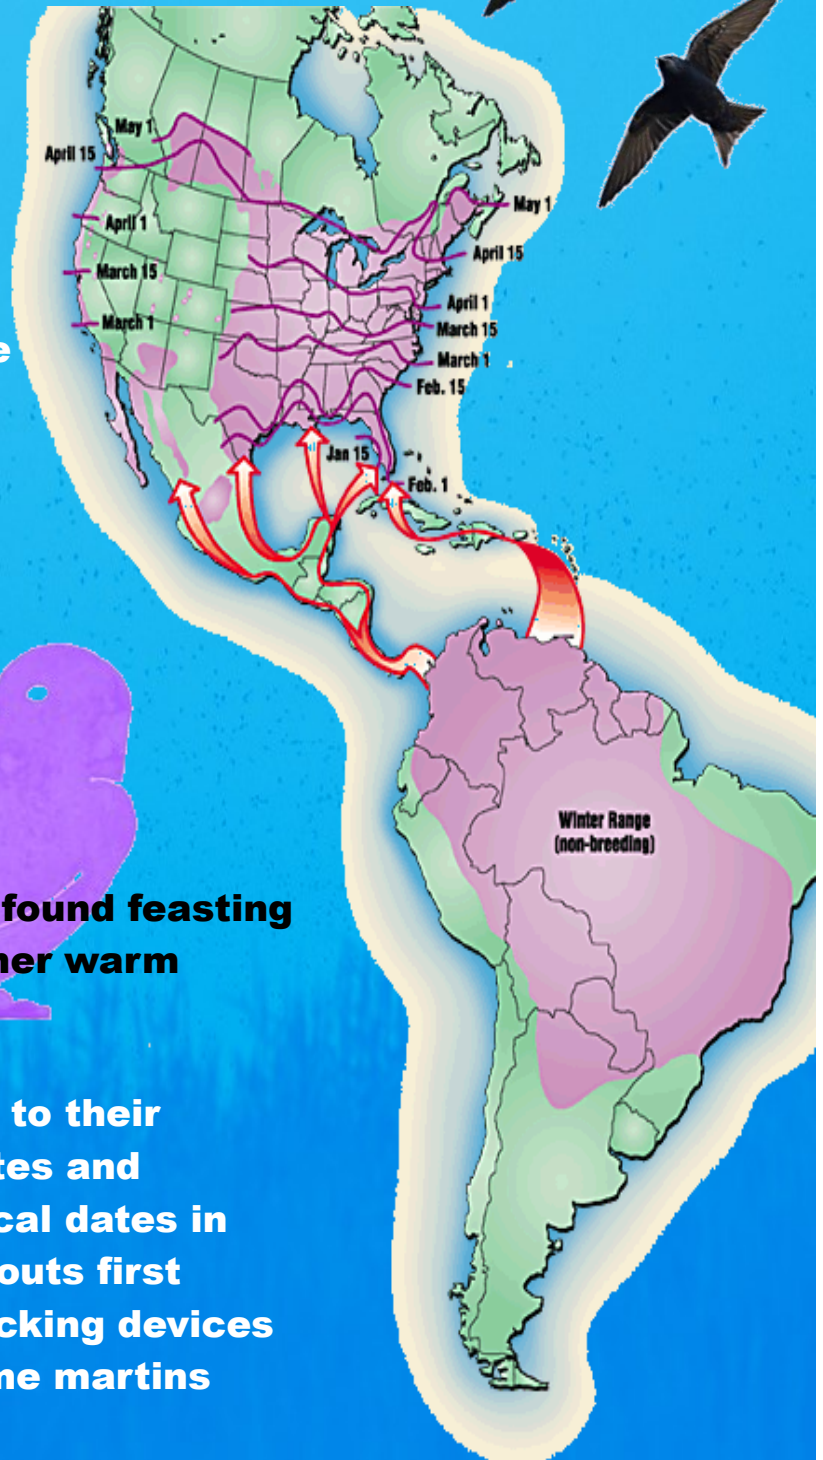 May 1
April 15
April 1
March 15
March 1
May 1
April 15
April 1
March 15
March 1
Feb. 15
Jan 15
Feb. 1
Winter Range
(non-breeding)
e
found feasting
her warm
to their
tes and
cal dates in
outs first
cking devices
me martins